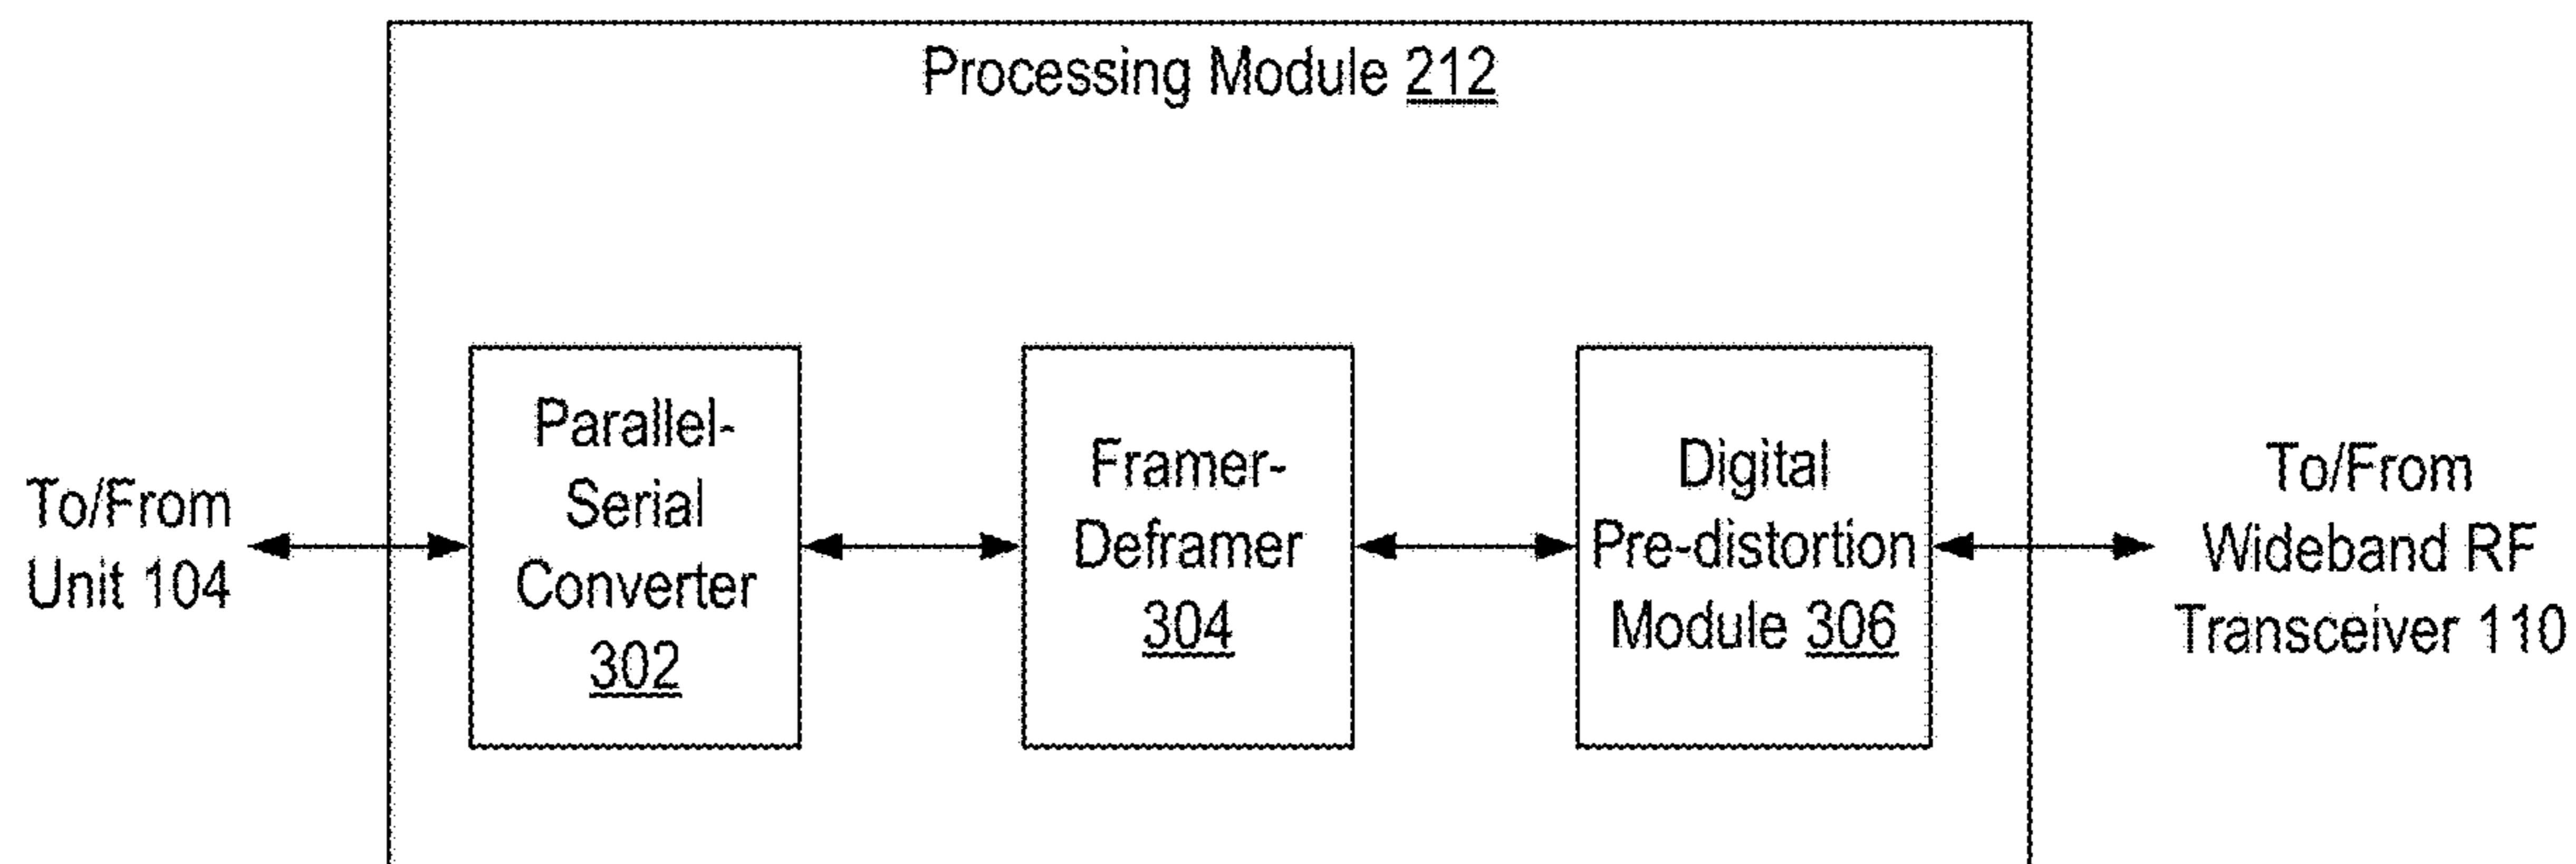 Processing Module 212
To/From
Unit 104
Parallel-
Serial
Converter
302
Framer-
Deframer
304
Digital
Pre-distortion
Module 306
To/From
Wideband RF
Transceiver 110